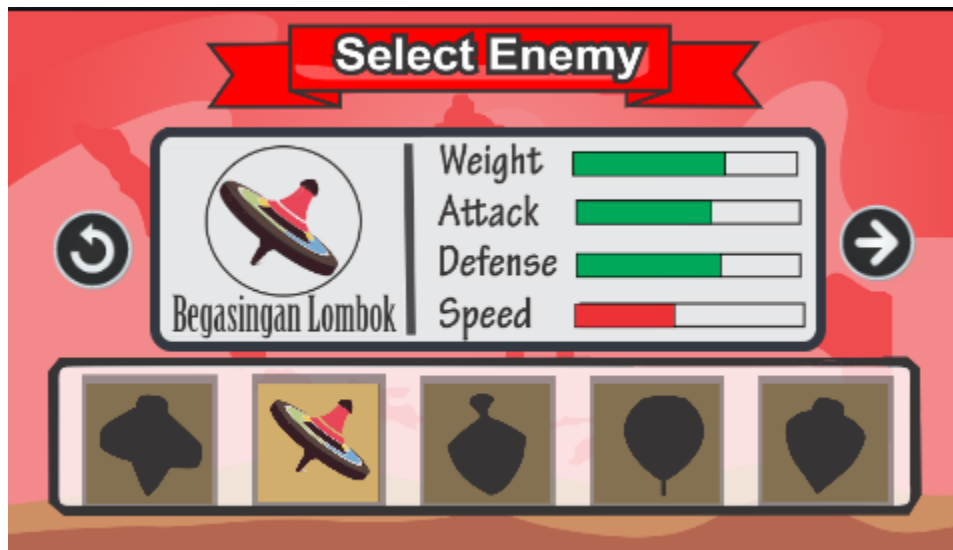 Select Enemy
Begasingan Lombok
Weight
Attack
Defense
Speed